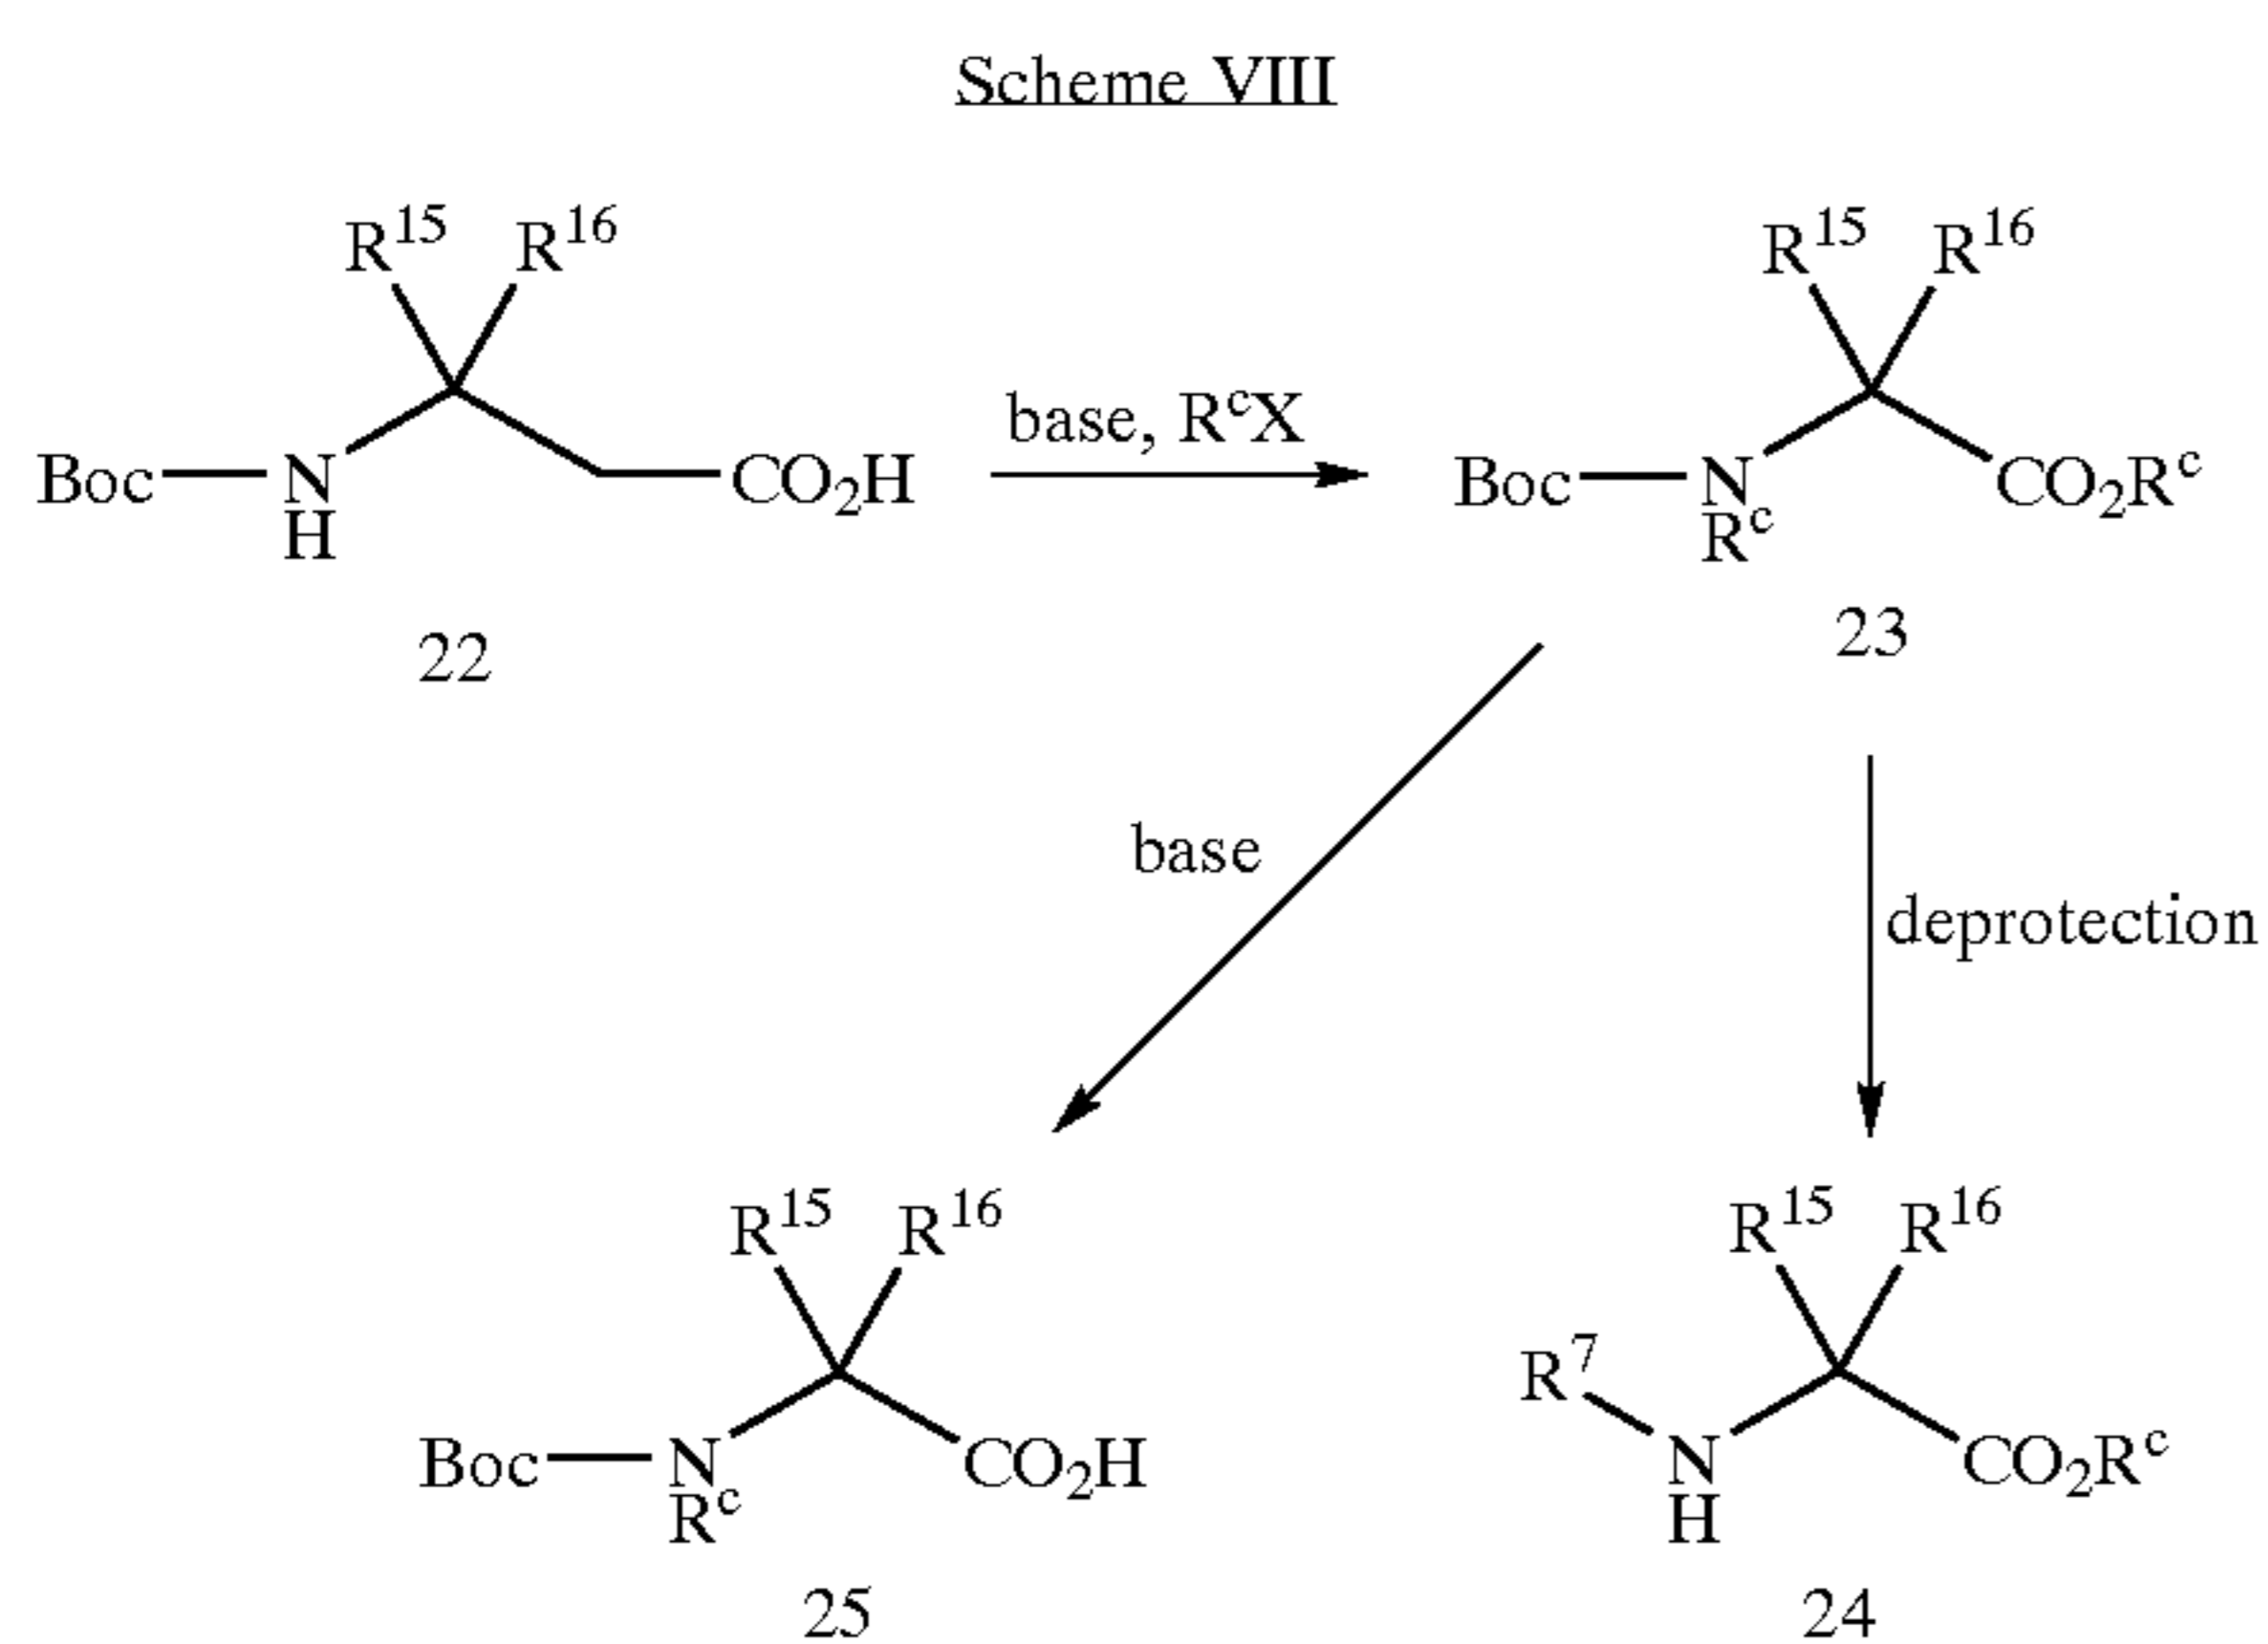 Scheme VIII
R¹⁵ R¹⁶
Boc—N—CO₂H
H
22
base, RᶜX
R¹⁵ R¹⁶
Boc—N CO₂Rᶜ
Rᶜ
23
base
deprotection
R¹⁵ R¹⁶
Boc—N CO₂H
Rᶜ
25
R¹⁵ R¹⁶
R⁷
N CO₂Rᶜ
H
24